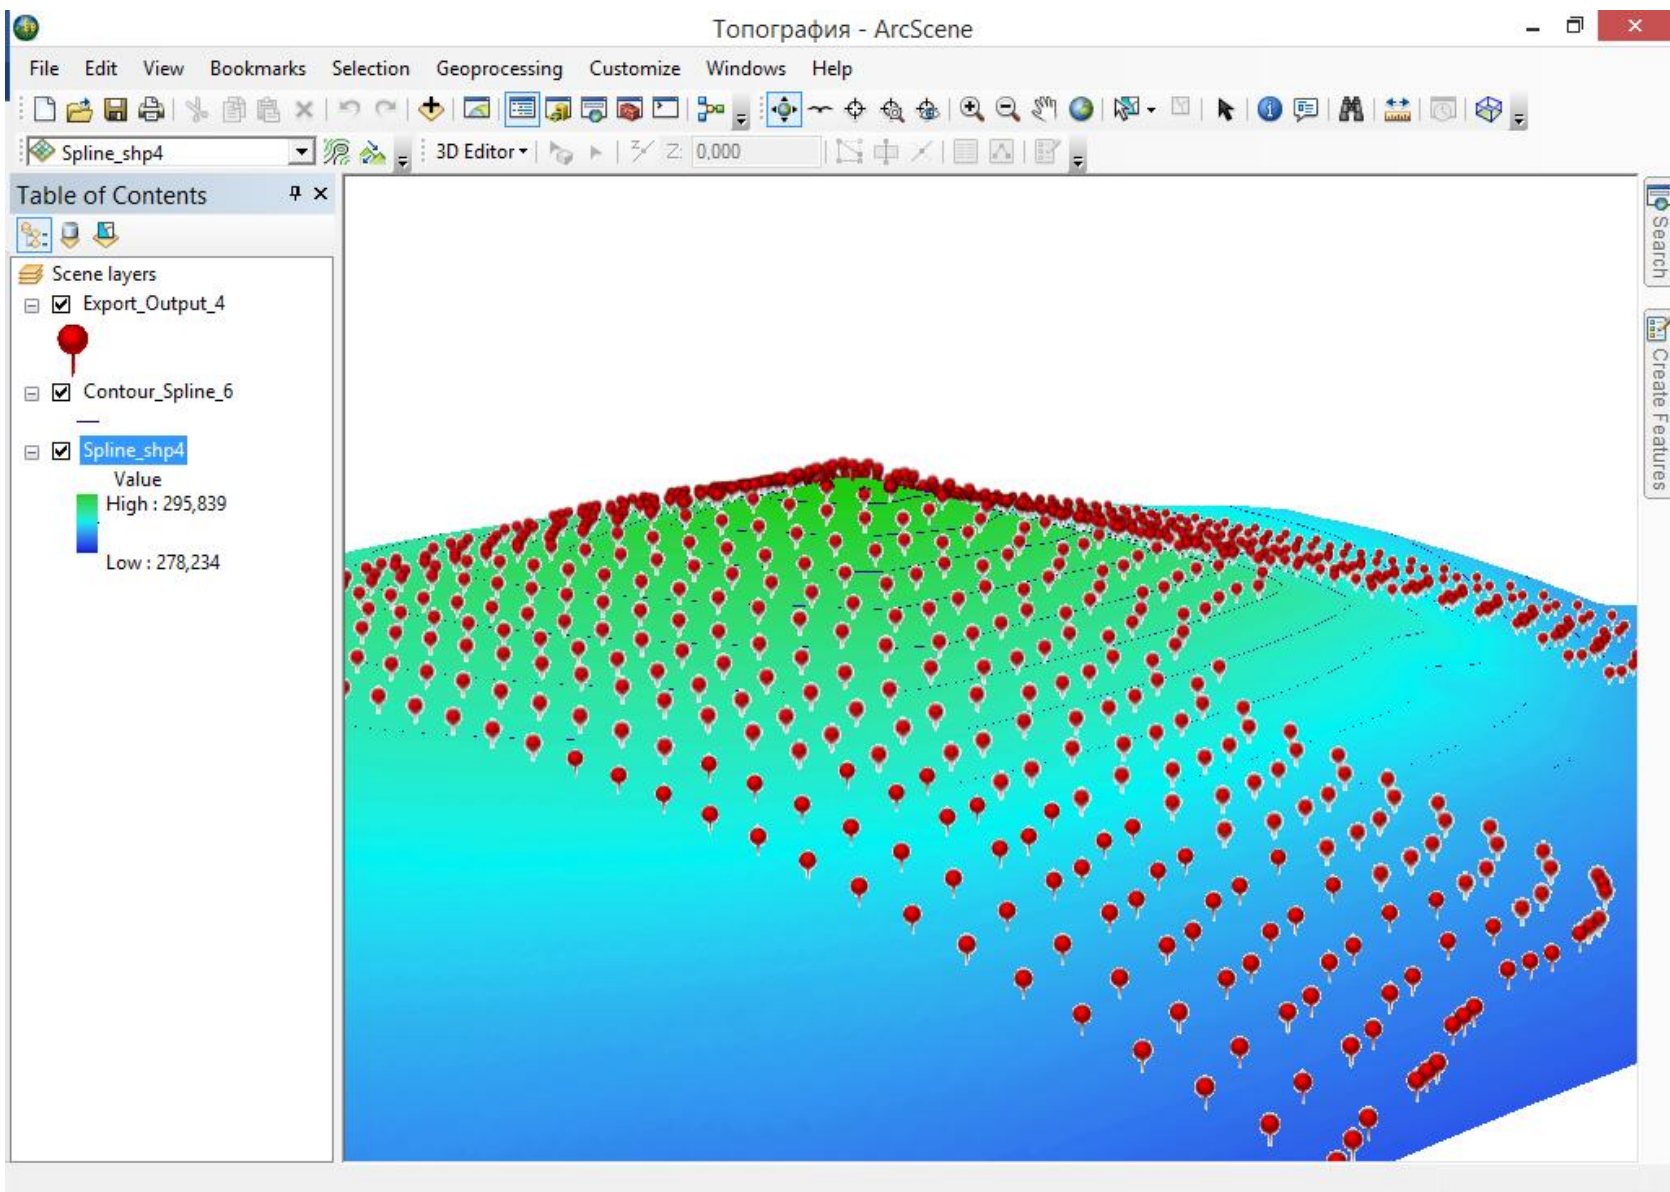 Топография - ArcScene
File Edit View Bookmarks Selection Geoprocessing Customize Windows Help
Spline_shp4 3D Editor Z: 0,000
Table of Contents
Scene layers
Export_Output_4
Contour_Spline_6
Spline_shp4
Value
High : 295,839
Low : 278,234
Search
Create Features